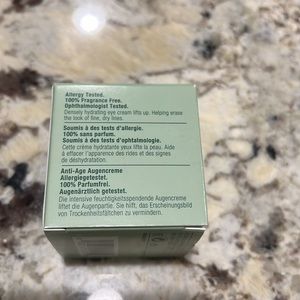 Allergy Tested.
100% Fragrance Free.
Ophthalmologist Tested.
Densely hydrating eye cream lifts up. Helping erase
the look of fine, dry lines.
Soumis à des tests d'allergie.
100% sans parfum.
Soumis à des tests d'ophtalmologie.
Cette crème hydratante yeux lifte la peau. Aide
à effacer l'apparence des rides et des signes
de déshydratation.
Anti-Age Augencreme
Allergiegetestet.
100% Parfumfrei.
Augenärztlich getestet.
Die intensive feuchtigkeitsspendende Augencreme
liftet die Augenpartie. Sie hilft, das Erscheinungsbild
von Trockenheitsfältchen zu vermindern.